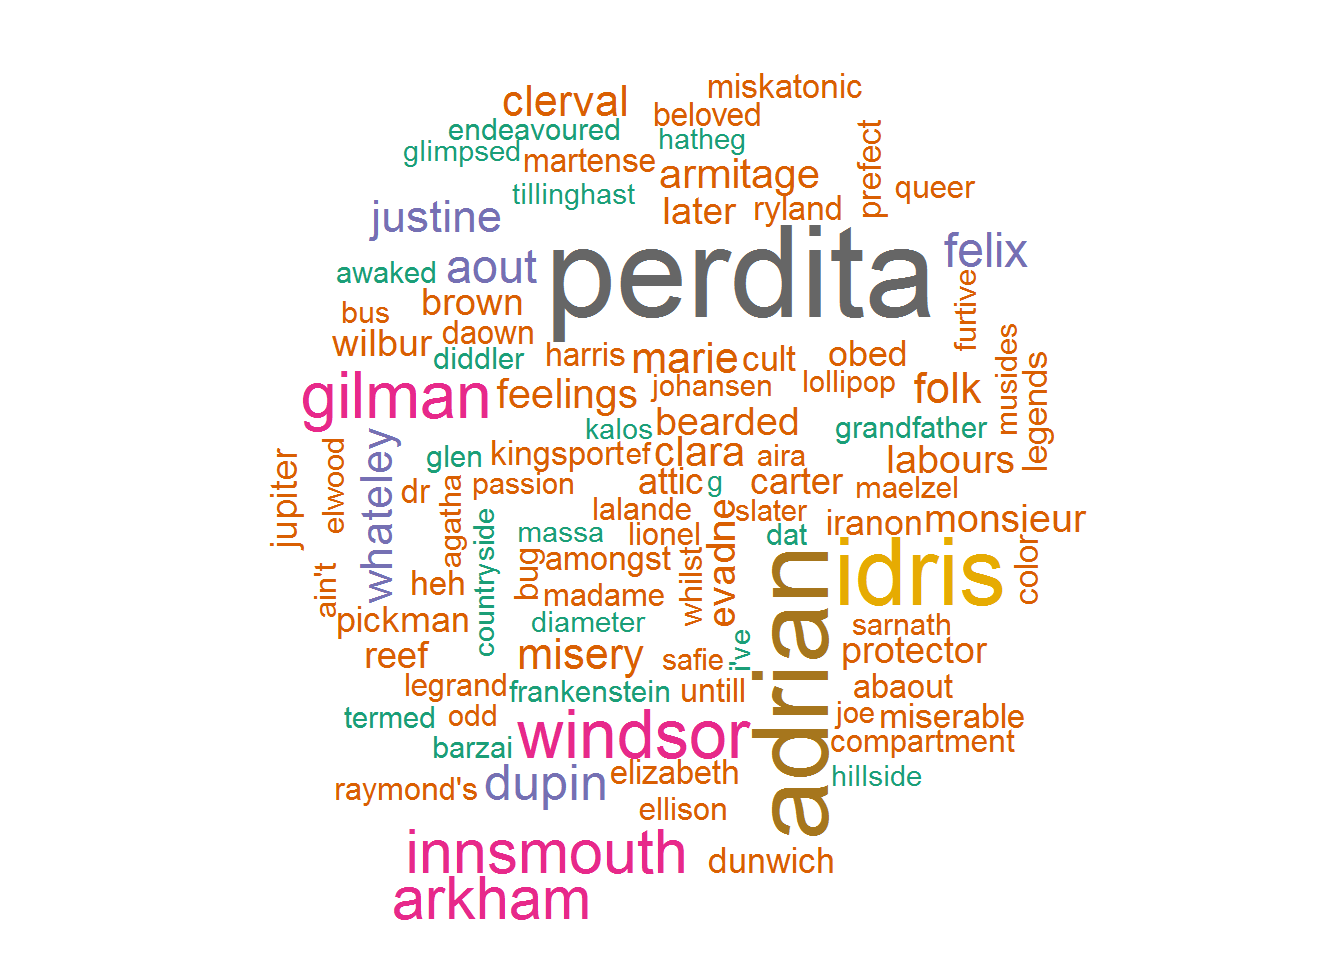 miskatonic
clerval
beloved
endeavoured
hatheg
prefect
glimpsed
martense
armitage
queer
tillinghast
later
ryland
justine
perdita
felix
awaked
aout
brown
bus
furtive
daown
wilbur
diddler
harris
marie
cult
obed
musides
legends
gilman
feelings
johansen
lollipop
folk
kalos
bearded
grandfather
jupiter
elwood
whateley
glen
kingsport
ef
clara
aira
labours
dr
agatha
passion
attic
g
carter
maelzel
countryside
lalande
slater
iranon
monsieur
massa
lionel
evadne
dat
ain't
heh
bug
amongst
whilst
adrian
idris
color
madame
pickman
diameter
i've
sarnath
reef
misery
safie
protector
legrand
frankenstein
untill
abaout
termed
odd
windsor
joe
miserable
barzai
compartment
raymond's
dupin
elizabeth
hillside
ellison
innsmouth
dunwich
arkham